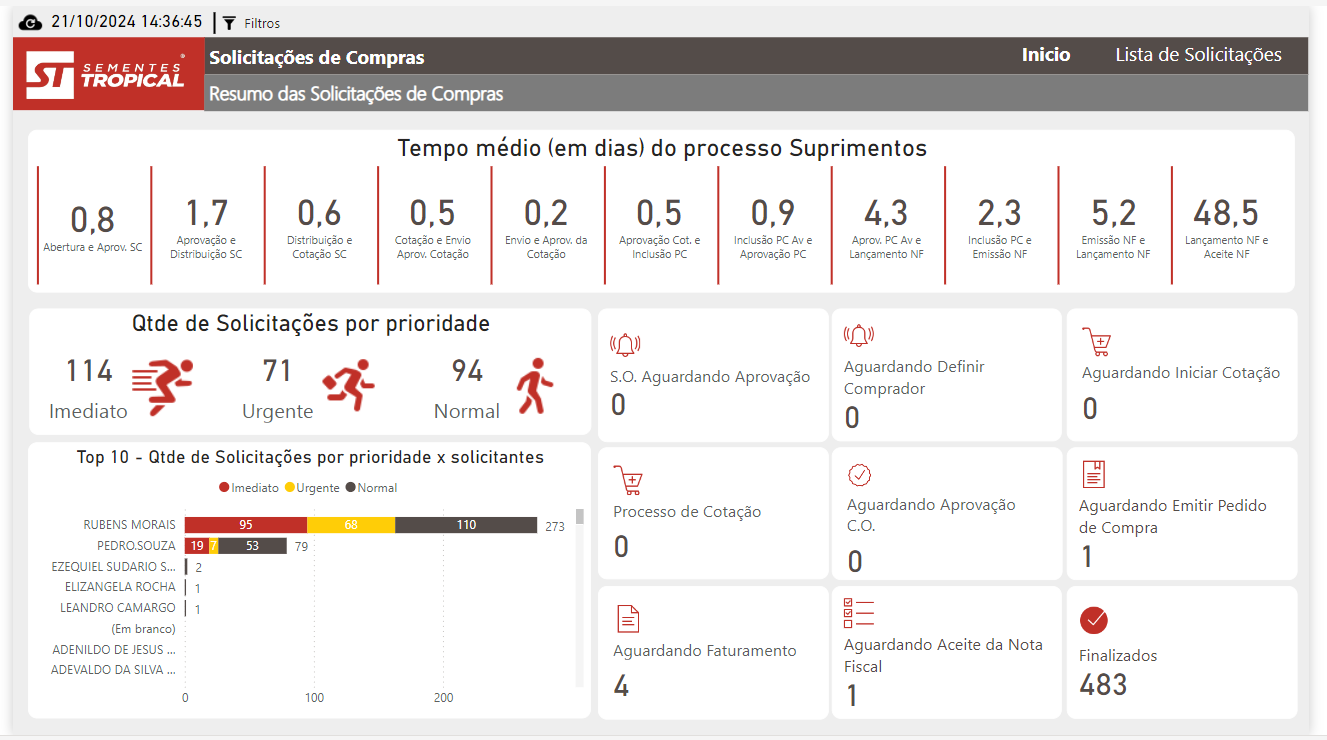 21/10/2024 14:36:45 Filtros
ST SEMENTES TROPICAL
Solicitações de Compras
Inicio Lista de Solicitações
Resumo das Solicitações de Compras
Tempo médio (em dias) do processo Suprimentos
0,8
Abertura e Aprov. SC
1,7
Aprovação e
Distribuição SC
0,6
Distribuição e
Cotação SC
0,5
Cotação e Envio
Aprov. Cotação
0,2
Envio e Aprov. da
Cotação
0,5
Aprovação Cot. e
Inclusão PC
0,9
Inclusão PC Av e
Aprovação PC
4,3
Aprov. PC Av e
Lançamento NF
2,3
Inclusão PC e
Emissão NF
5,2
Emissão NF e
Lançamento NF
48,5
Lançamento NF e
Aceite NF
Qtde de Solicitações por prioridade
114
Imediato
71
Urgente
94
Normal
Top 10 - Qtde de Solicitações por prioridade x solicitantes
Imediato Urgente Normal
RUBENS MORAIS 95 68 110 273
PEDRO.SOUZA 19 7 53 79
EZEQUIEL SUDARIO S... 2
ELIZANGELA ROCHA 1
LEANDRO CAMARGO 1
(Em branco)
ADENILDO DE JESUS ...
ADEVALDO DA SILVA ...
0 100 200
S.O. Aguardando Aprovação
0
Aguardando Definir
Comprador
0
Aguardando Iniciar Cotação
0
Processo de Cotação
0
Aguardando Aprovação
C.O.
0
Aguardando Emitir Pedido
de Compra
1
Aguardando Faturamento
4
Aguardando Aceite da Nota
Fiscal
1
Finalizados
483